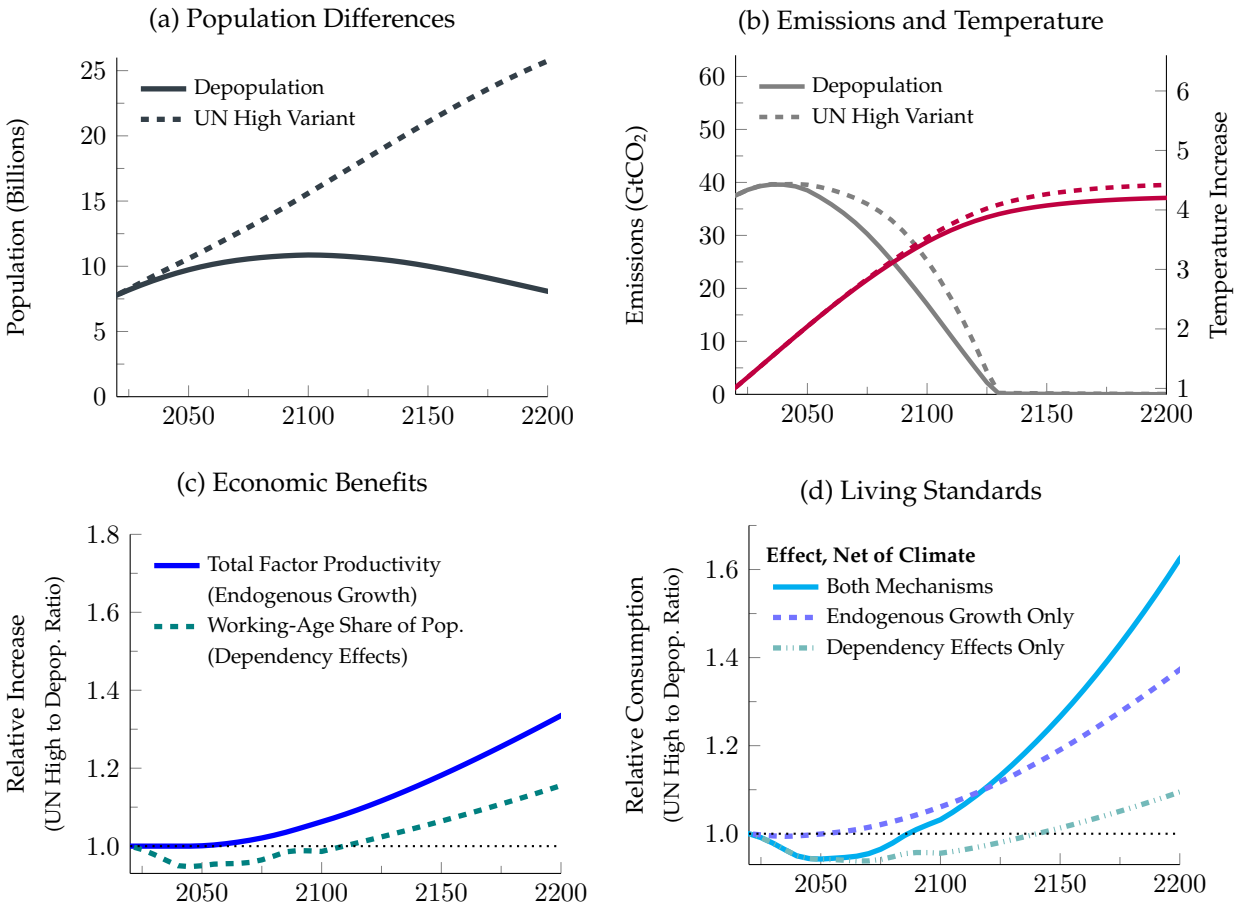 (a) Population Differences
Population (Billions)
25
20
15
10
5
0
Depopulation
UN High Variant
2050 2100 2150 2200
(b) Emissions and Temperature
Emissions (GtCO2)
60
50
40
30
20
10
0
Depopulation
UN High Variant
6
5
4
3
2
1
Temperature Increase
2050 2100 2150 2200
(c) Economic Benefits
Relative Increase
(UN High to Depop. Ratio)
1.8
1.6
1.4
1.2
1.0
Total Factor Productivity
(Endogenous Growth)
Working-Age Share of Pop.
(Dependency Effects)
2050 2100 2150 2200
(d) Living Standards
Relative Consumption
(UN High to Depop. Ratio)
1.6
1.4
1.2
1.0
Effect, Net of Climate
Both Mechanisms
Endogenous Growth Only
Dependency Effects Only
2050 2100 2150 2200